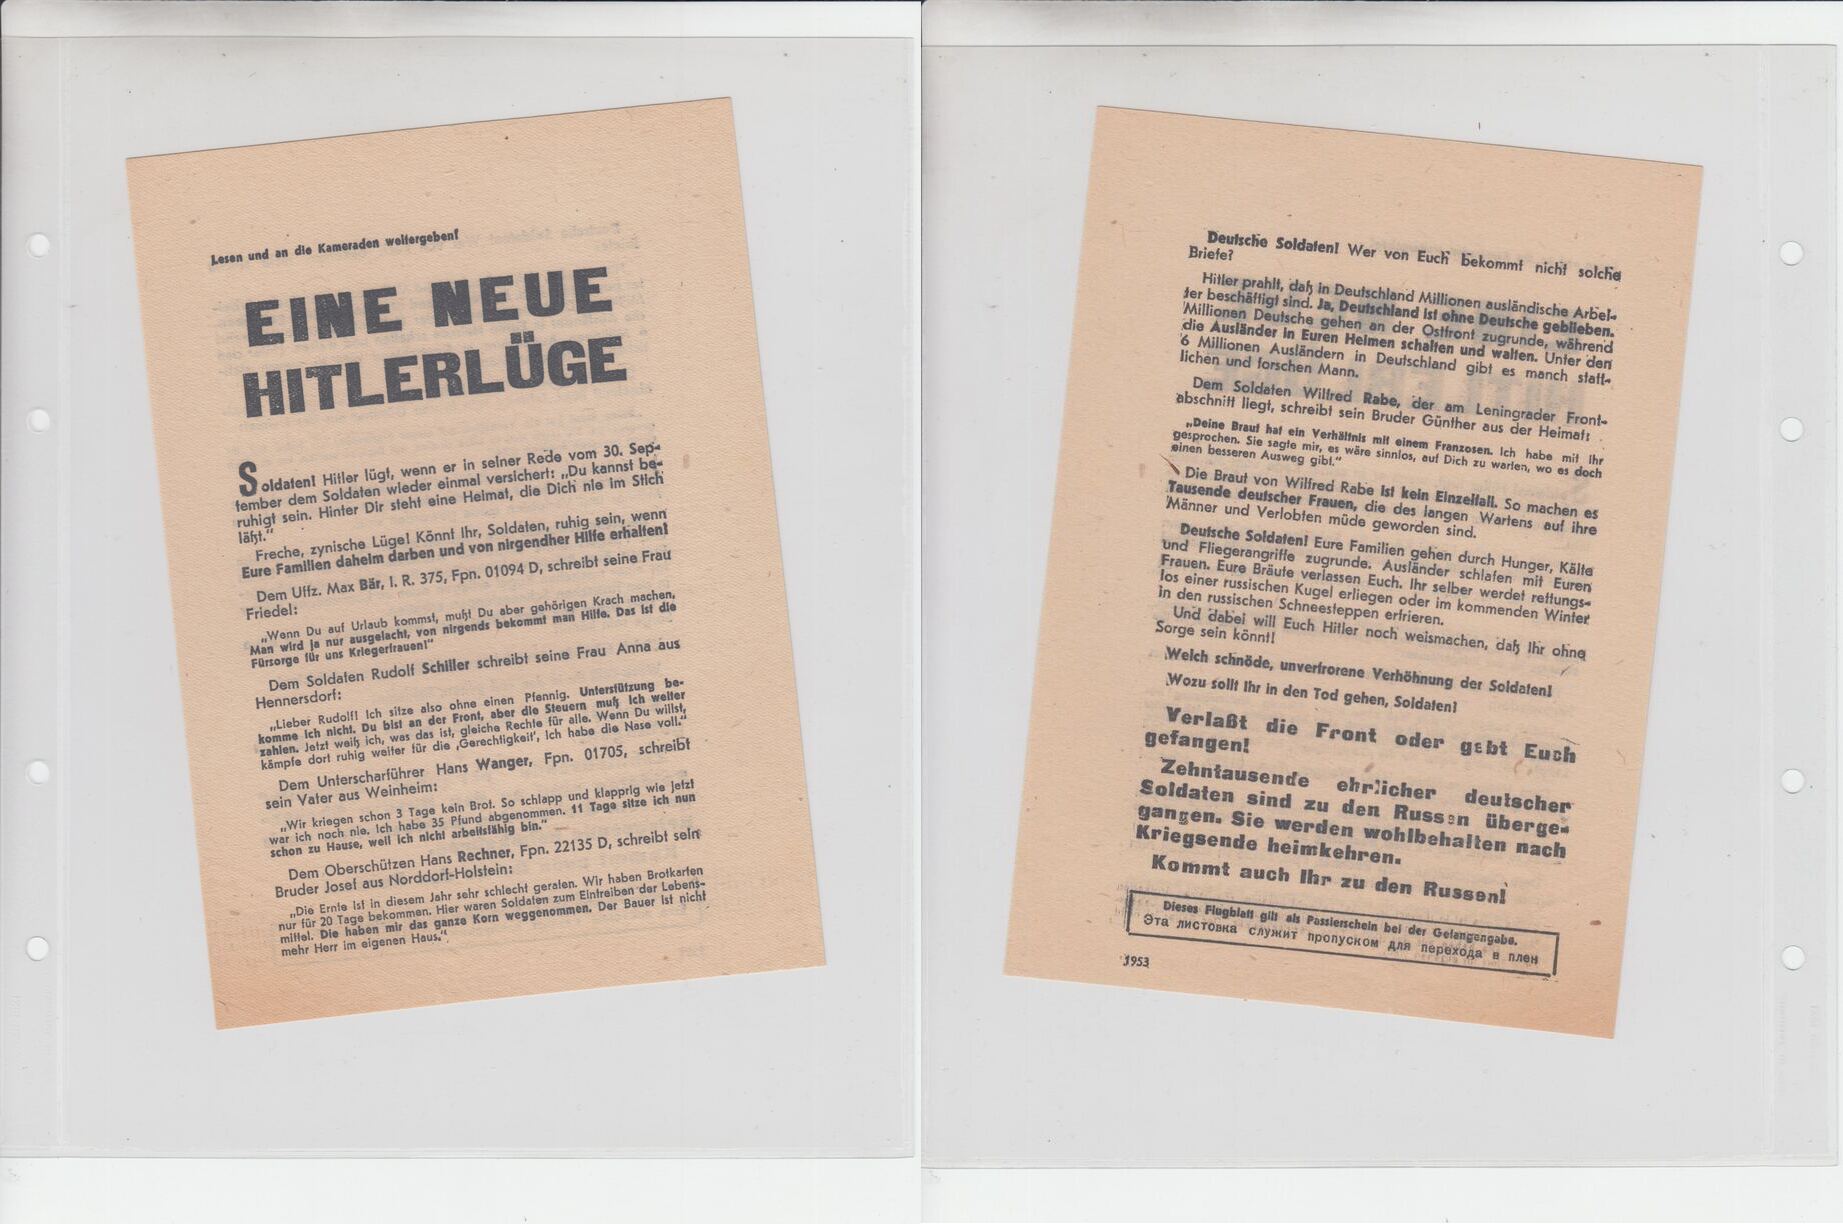 Lesen und an die Kameraden weitergeben!
EINE NEUE
HITLERLÜGE
Soldaten! Hitler lügt, wenn er in seiner Rede vom 30. Sep-
tember dem Soldaten wieder einmal versichert: „Du kannst be-
ruhigt sein. Hinter Dir steht eine Heimat, die Dich nie im Stich
läßt.“
Freche, zynische Lüge! Könnt Ihr, Soldaten, ruhig sein, wenn
Eure Familien daheim darben und von nirgendher Hilfe erhalten!
Dem Uffz. Max Bär, I. R. 375, Fpn. 01094 D, schreibt seine Frau
Friedel:
„Wenn Du auf Urlaub kommst, mußt Du aber gehörigen Krach machen,
Man wird ja nur ausgelacht, von nirgends bekommt man Hilfe. Das ist die
Fürsorge für uns Kriegerfrauen!“
Dem Soldaten Rudolf Schiller schreibt seine Frau Anna aus
Hennersdorf:
„Lieber Rudolf! Ich sitze also ohne einen Pfennig. Unterstützung be-
komme ich nicht. Du bist an der Front, aber die Steuern muß ich weiter
zahlen. Jetzt weiß ich, was das ist, gleiche Rechte für alle. Wenn Du willst,
kämpfe dort ruhig weiter für die ‚Gerechtigkeit‘, ich habe die Nase voll.“
Dem Unterscharführer Hans Wanger, Fpn. 01705, schreibt
sein Vater aus Weinheim:
„Wir kriegen schon 3 Tage kein Brot. So schlapp und klapprig wie jetzt
war ich noch nie. Ich habe 35 Pfund abgenommen. 11 Tage sitze ich nun
schon zu Hause, weil ich nicht arbeitsfähig bin.“
Dem Oberschützen Hans Rechner, Fpn. 22135 D, schreibt sein
Bruder Josef aus Norddorf-Holstein:
„Die Ernte ist in diesem Jahr sehr schlecht geraten. Wir haben Brotkarten
nur für 20 Tage bekommen. Hier waren Soldaten zum Eintreiben der Lebens-
mittel. Die haben mir das ganze Korn weggenommen. Der Bauer ist nicht
mehr Herr im eigenen Haus.“
Deutsche Soldaten! Wer von Euch bekommt nicht solche
Briefe?
Hitler prahlt, daß in Deutschland Millionen ausländische Arbei-
ter beschäftigt sind. Ja, Deutschland ist ohne Deutsche geblieben.
Millionen Deutsche gehen an der Ostfront zugrunde, während
die Ausländer in Euren Heimen schalten und walten. Unter den
6 Millionen Ausländern in Deutschland gibt es manch statt-
lichen und forschen Mann.
Dem Soldaten Wilfred Rabe, der am Leningrader Front-
abschnitt liegt, schreibt sein Bruder Günther aus der Heimat:
„Deine Braut hat ein Verhältnis mit einem Franzosen. Ich habe mit ihr
gesprochen. Sie sagte mir, es wäre sinnlos, auf Dich zu warten, wo es doch
einen besseren Ausweg gibt.“
Die Braut von Wilfred Rabe ist kein Einzelfall. So machen es
Tausende deutscher Frauen, die des langen Wartens auf ihre
Männer und Verlobten müde geworden sind.
Deutsche Soldaten! Eure Familien gehen durch Hunger, Kälte
und Fliegerangriffe zugrunde. Ausländer schlafen mit Euren
Frauen. Eure Bräute verlassen Euch. Ihr selber werdet rettungs-
los einer russischen Kugel erliegen oder im kommenden Winter
in den russischen Schneesteppen erfrieren.
Und dabei will Euch Hitler noch weismachen, daß Ihr ohne
Sorge sein könnt!
Welch schnöde, unverfrorene Verhöhnung der Soldaten!
Wozu sollt Ihr in den Tod gehen, Soldaten!
Verlaßt die Front oder gebt Euch
gefangen!
Zehntausende ehrlicher deutscher
Soldaten sind zu den Russen überge-
gangen. Sie werden wohlbehalten nach
Kriegsende heimkehren.
Kommt auch Ihr zu den Russen!
Dieses Flugblatt gilt als Passierschein bei der Gefangengabe.
Эта листовка служит пропуском для перехода в плен
1953